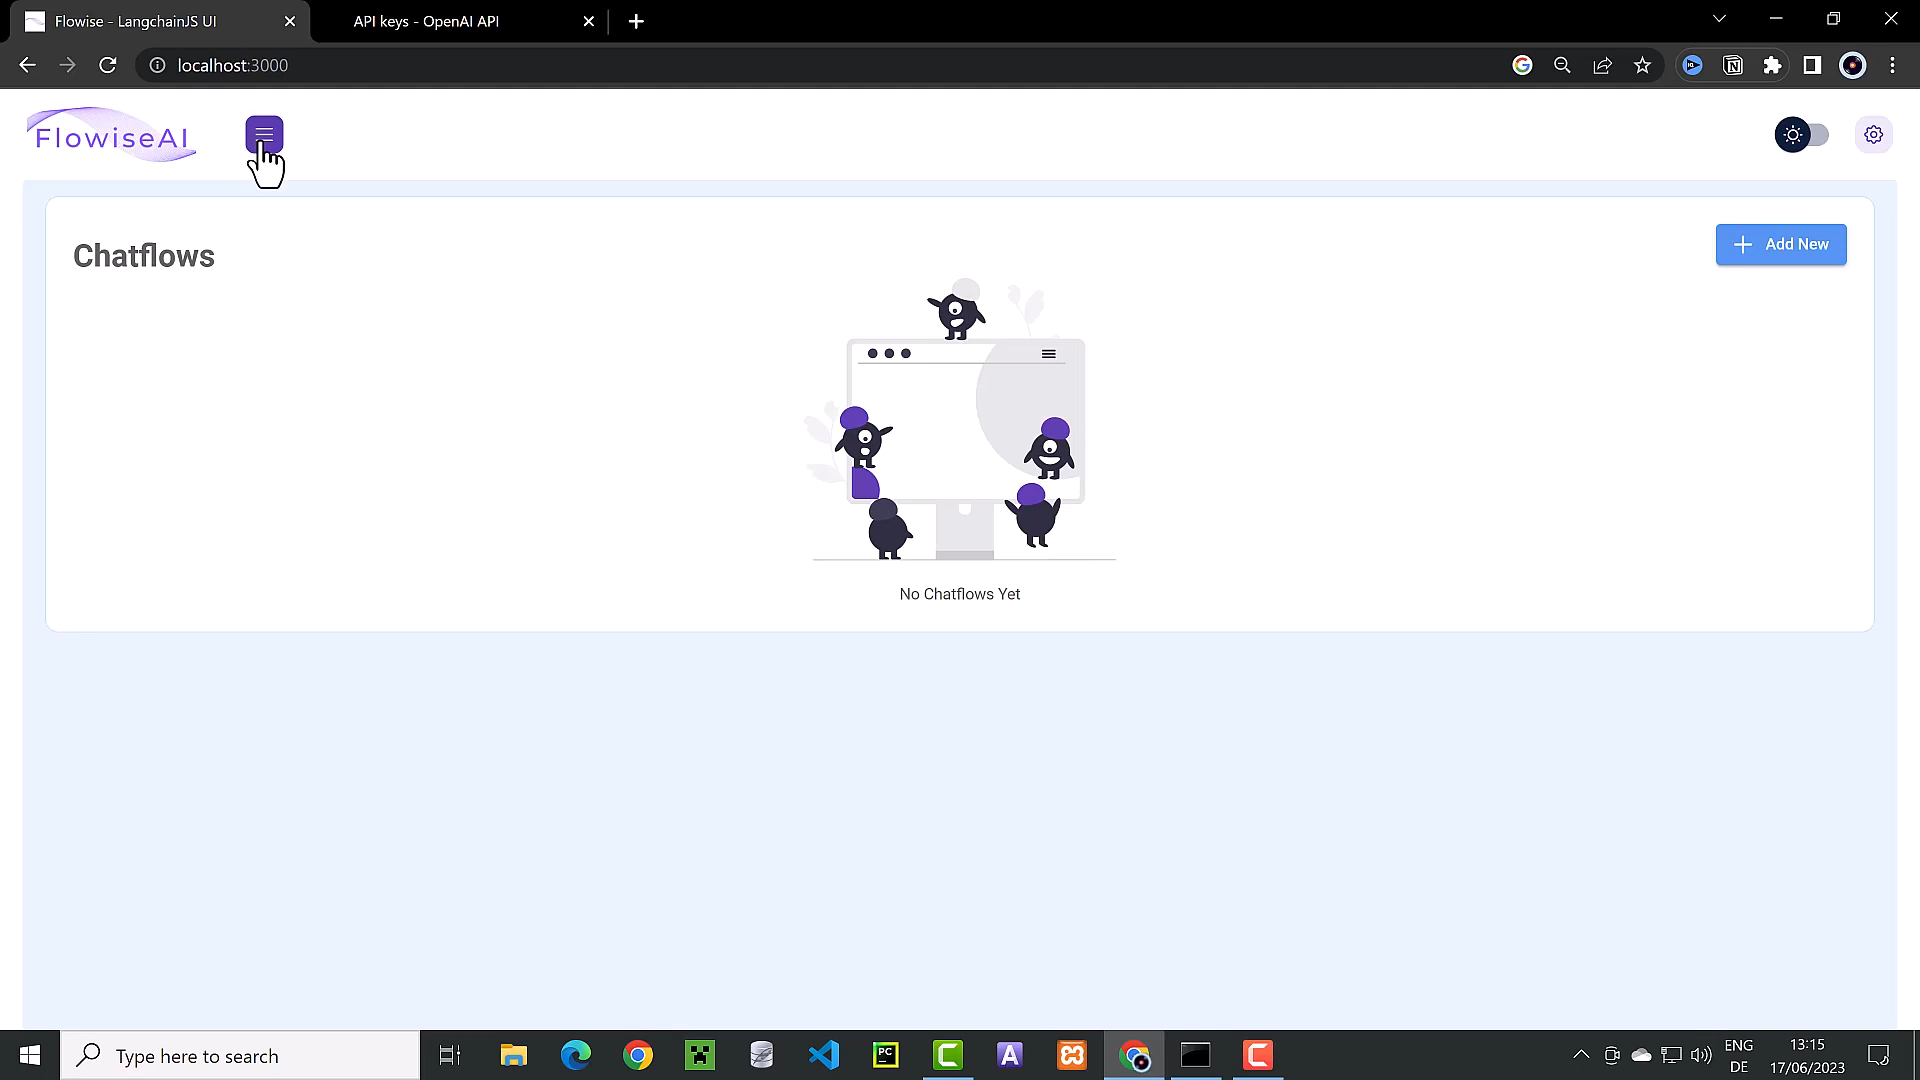 Flowise - LangchainJS UI
API keys - OpenAI API
localhost:3000
FlowiseAI
Chatflows
Add New
No Chatflows Yet
Type here to search
PC
ENG
DE
13:15
17/06/2023